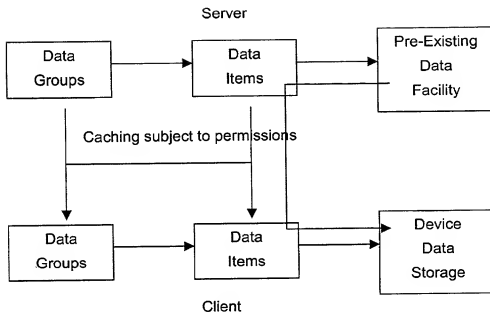 Server
Data
Groups
Data
Items
Pre-Existing
Data
Facility
Caching subject to permissions
Data
Groups
Data
Items
Device
Data
Storage
Client